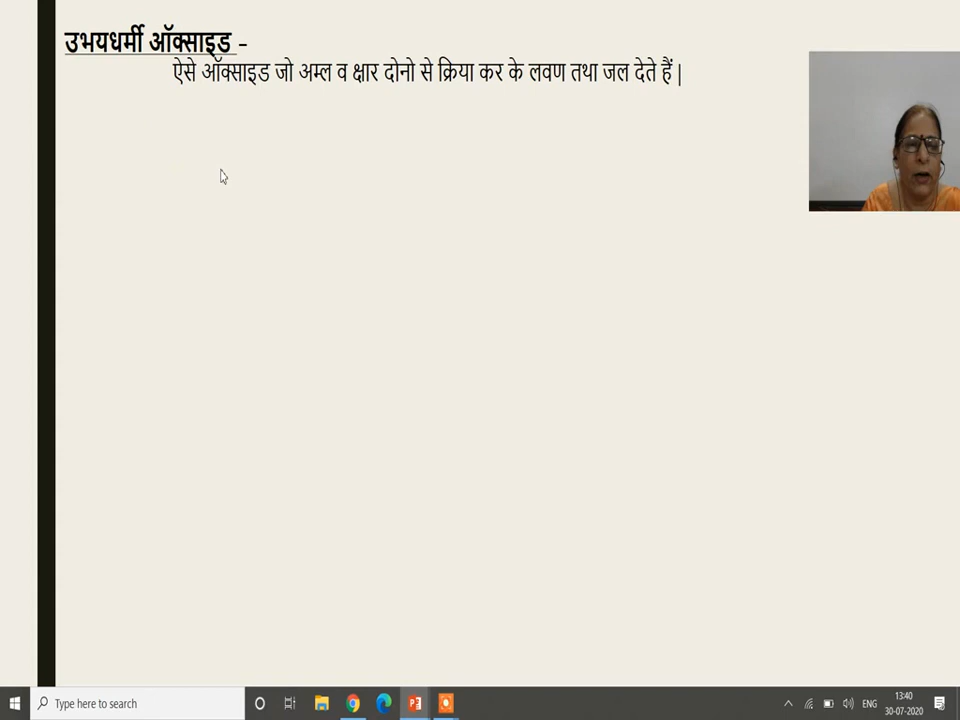 उभयधर्मी ऑक्साइड -
ऐसे ऑक्साइड जो अम्ल व क्षार दोनो से क्रिया कर के लवण तथा जल देते हैं |
Type here to search
ENG
13:40
30-07-2020